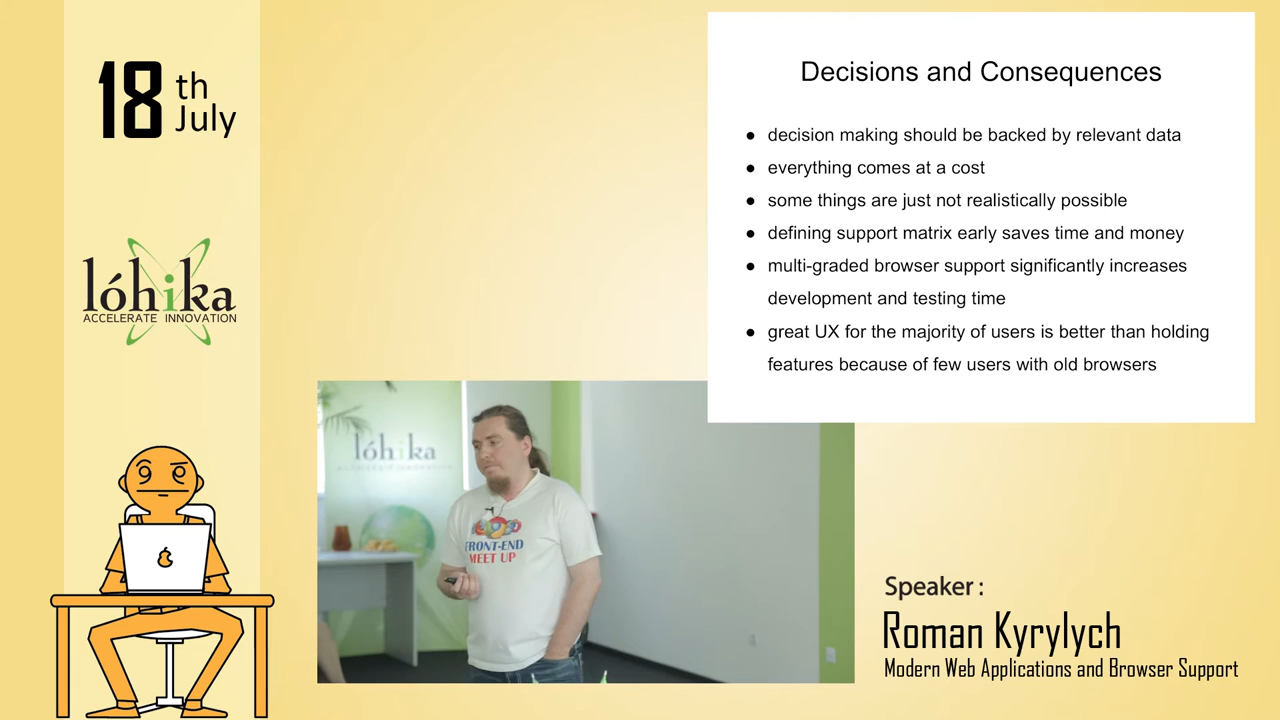 18 th
July
lóhika
ACCELERATE INNOVATION
Decisions and Consequences
● decision making should be backed by relevant data
● everything comes at a cost
● some things are just not realistically possible
● defining support matrix early saves time and money
● multi-graded browser support significantly increases
development and testing time
● great UX for the majority of users is better than holding
features because of few users with old browsers
lóhika
FRONT-END
MEET UP
Speaker :
Roman Kyrylych
Modern Web Applications and Browser Support